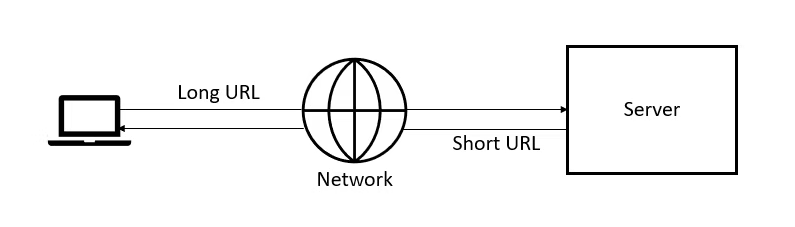 Long URL
Server
Short URL
Network